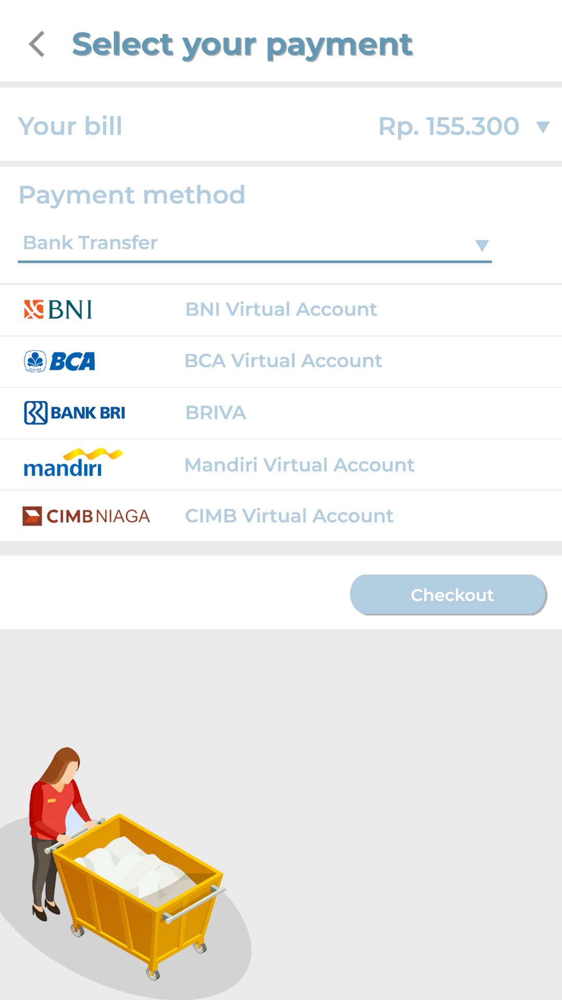 Select your payment
Your bill
Rp. 155.300
Payment method
Bank Transfer
BNI
BNI Virtual Account
BCA
BCA Virtual Account
BANK BRI
BRIVA
mandiri
Mandiri Virtual Account
CIMB NIAGA
CIMB Virtual Account
Checkout